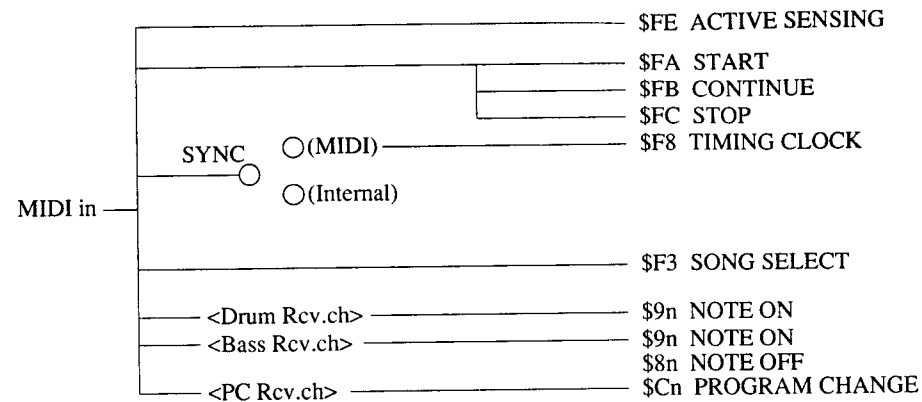 $FE ACTIVE SENSING
$FA START
$FB CONTINUE
$FC STOP
SYNC (MIDI) $F8 TIMING CLOCK
(Internal)
MIDI in
$F3 SONG SELECT
<Drum Rcv.ch> $9n NOTE ON
<Bass Rcv.ch> $9n NOTE ON
$8n NOTE OFF
<PC Rcv.ch> $Cn PROGRAM CHANGE